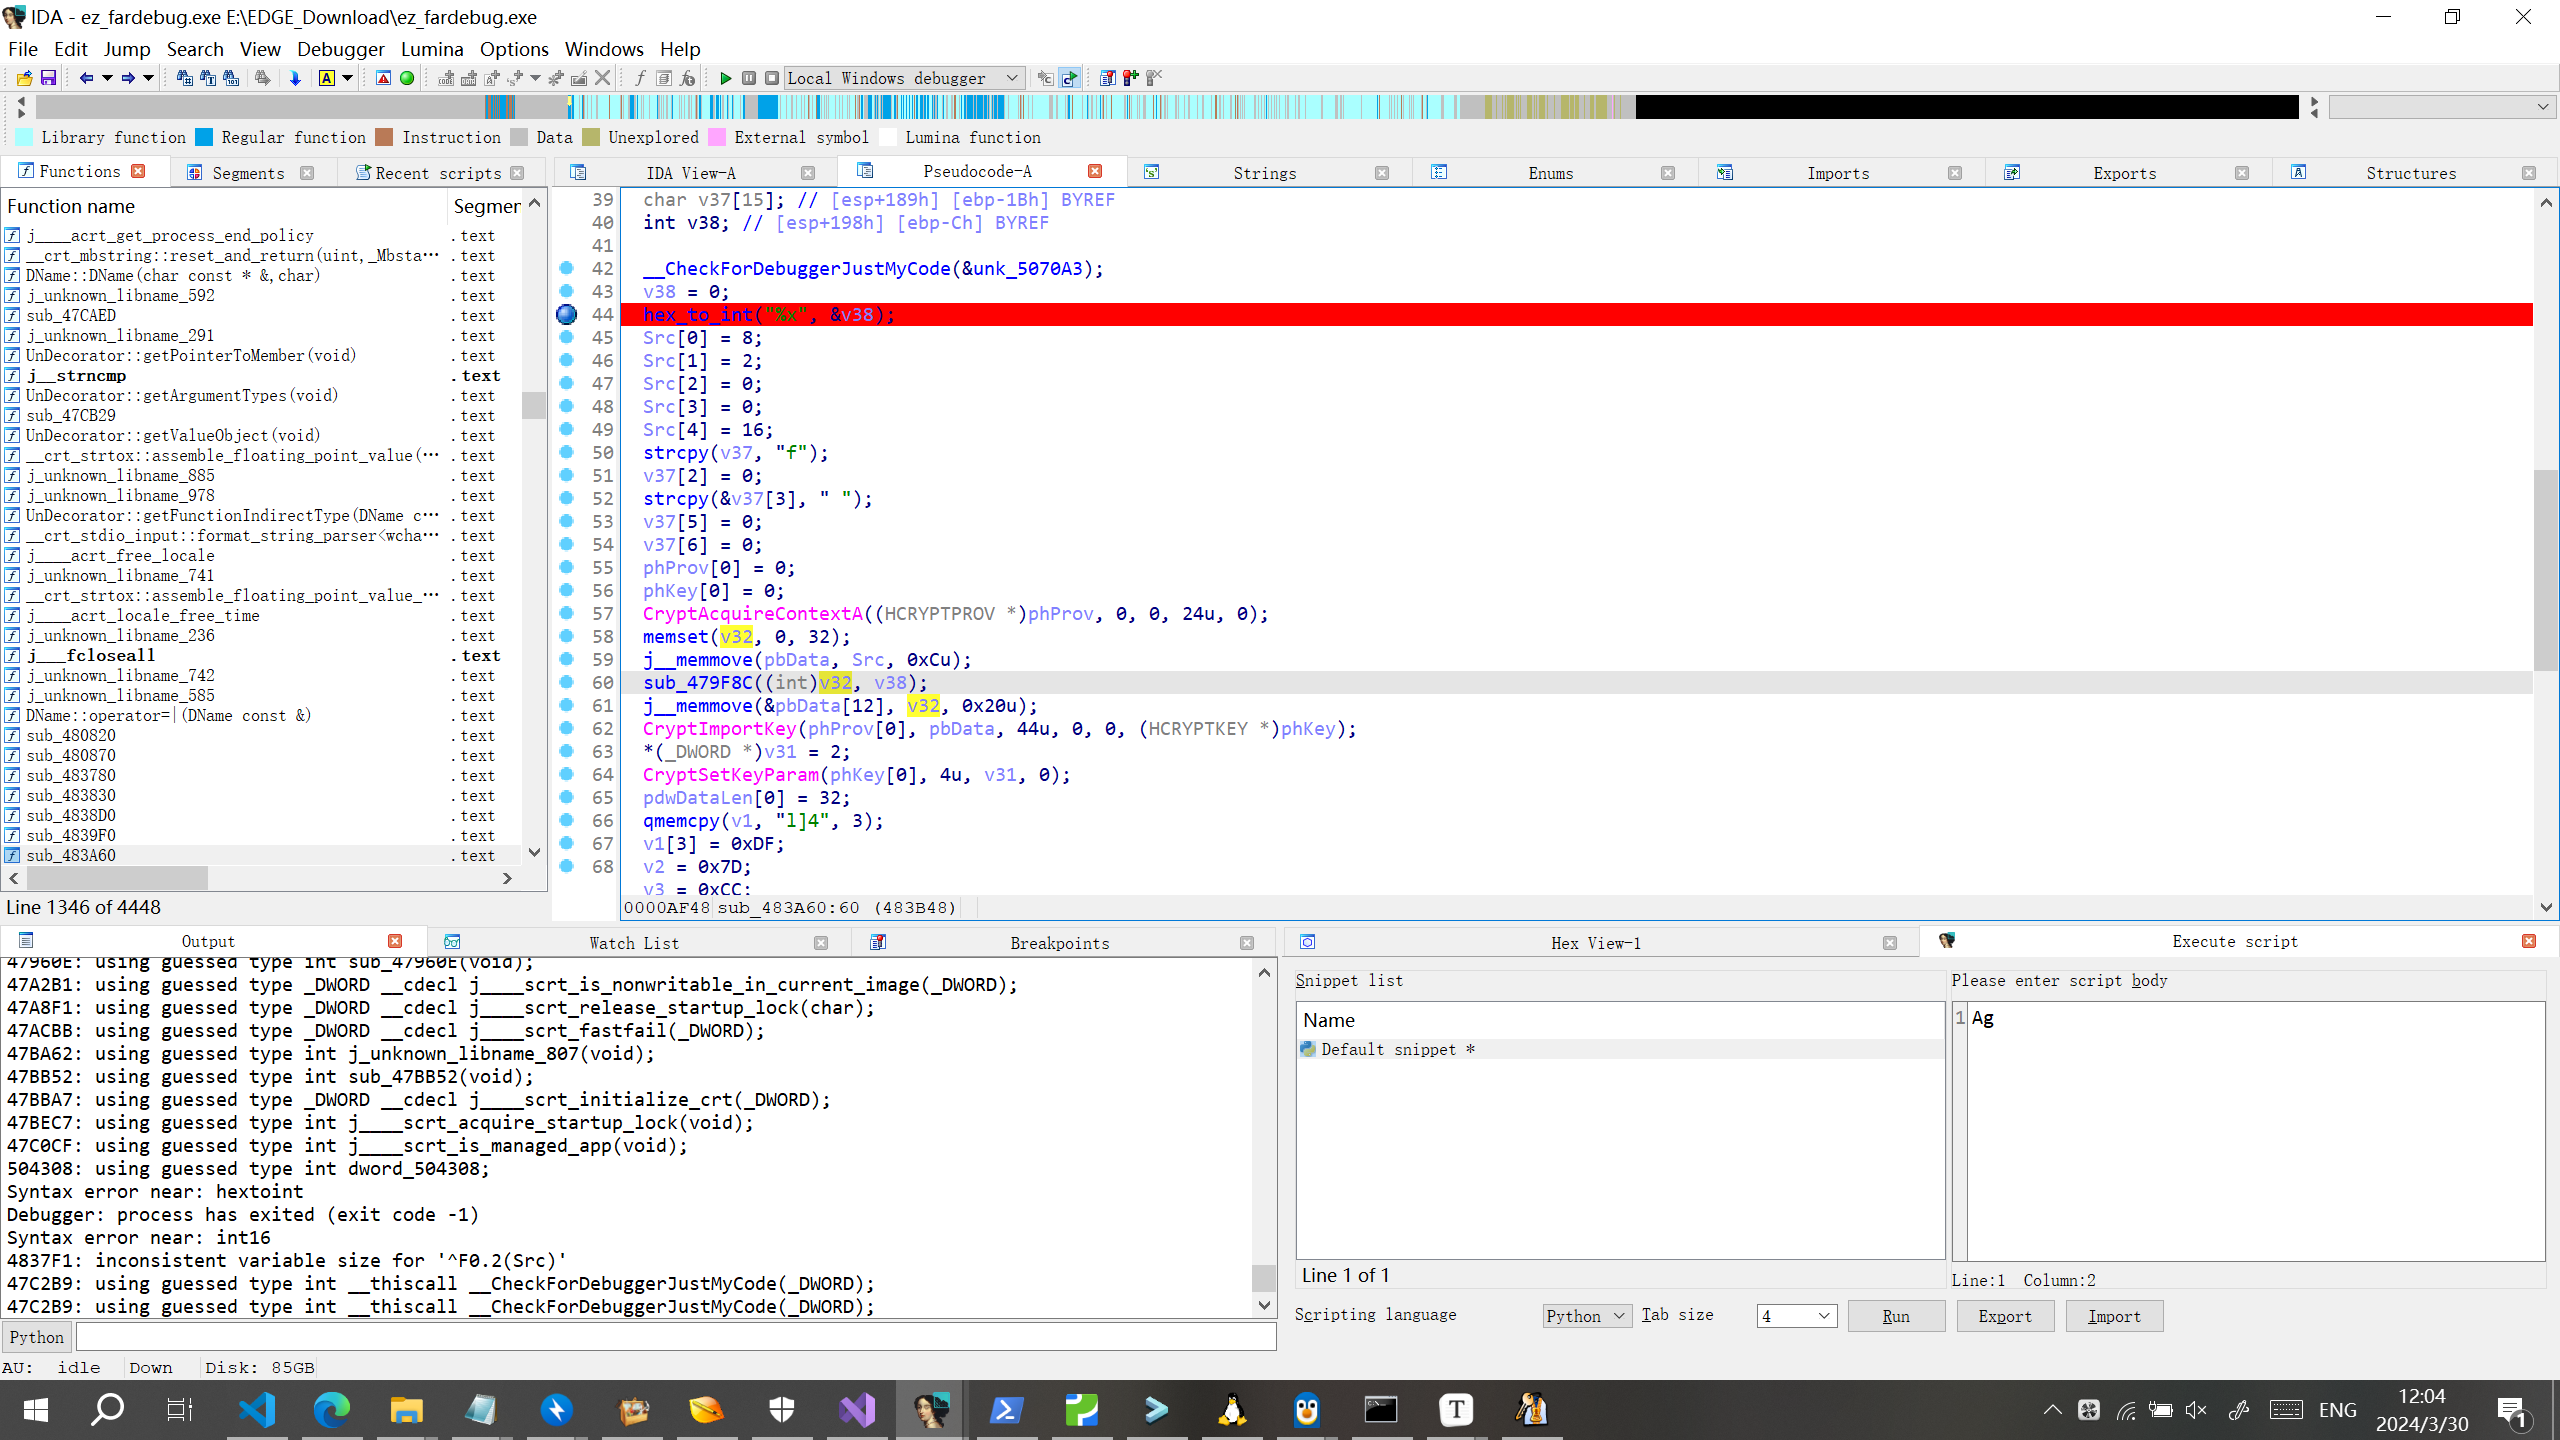 IDA - ez_fardebug.exe E:\EDGE_Download\ez_fardebug.exe
File Edit Jump Search View Debugger Lumina Options Windows Help
Local Windows debugger
Library function Regular function Instruction Data Unexplored External symbol Lumina function
Functions Segments Recent scripts IDA View-A Pseudocode-A Strings Enums Imports Exports Structures
Function name Segmen
j____acrt_get_process_end_policy .text
__crt_mbstring::reset_and_return(uint,_Mbsta… .text
DName::DName(char const * &,char) .text
j_unknown_libname_592 .text
sub_47CAED .text
j_unknown_libname_291 .text
UnDecorator::getPointerToMember(void) .text
j__strncmp .text
UnDecorator::getArgumentTypes(void) .text
sub_47CB29 .text
UnDecorator::getValueObject(void) .text
__crt_strtox::assemble_floating_point_value(… .text
j_unknown_libname_885 .text
j_unknown_libname_978 .text
UnDecorator::getFunctionIndirectType(DName c… .text
__crt_stdio_input::format_string_parser<wcha… .text
j____acrt_free_locale .text
j_unknown_libname_741 .text
__crt_strtox::assemble_floating_point_value_… .text
j____acrt_locale_free_time .text
j_unknown_libname_236 .text
j___fcloseall .text
j_unknown_libname_742 .text
j_unknown_libname_585 .text
DName::operator=|(DName const &) .text
sub_480820 .text
sub_480870 .text
sub_483780 .text
sub_483830 .text
sub_4838D0 .text
sub_4839F0 .text
sub_483A60 .text
Line 1346 of 4448
39 char v37[15]; // [esp+189h] [ebp-1Bh] BYREF
40 int v38; // [esp+198h] [ebp-Ch] BYREF
41
42 __CheckForDebuggerJustMyCode(&unk_5070A3);
43 v38 = 0;
44 hex_to_int("%x", &v38);
45 Src[0] = 8;
46 Src[1] = 2;
47 Src[2] = 0;
48 Src[3] = 0;
49 Src[4] = 16;
50 strcpy(v37, "f");
51 v37[2] = 0;
52 strcpy(&v37[3], " ");
53 v37[5] = 0;
54 v37[6] = 0;
55 phProv[0] = 0;
56 phKey[0] = 0;
57 CryptAcquireContextA((HCRYPTPROV *)phProv, 0, 0, 24u, 0);
58 memset(v32, 0, 32);
59 j__memmove(pbData, Src, 0xCu);
60 sub_479F8C((int)v32, v38);
61 j__memmove(&pbData[12], v32, 0x20u);
62 CryptImportKey(phProv[0], pbData, 44u, 0, 0, (HCRYPTKEY *)phKey);
63 *(_DWORD *)v31 = 2;
64 CryptSetKeyParam(phKey[0], 4u, v31, 0);
65 pdwDataLen[0] = 32;
66 qmemcpy(v1, "l]4", 3);
67 v1[3] = 0xDF;
68 v2 = 0x7D;
v3 = 0xCC;
0000AF48 sub_483A60:60 (483B48)
Output Watch List Breakpoints
47960E: using guessed type int sub_47960E(void);
47A2B1: using guessed type _DWORD __cdecl j____scrt_is_nonwritable_in_current_image(_DWORD);
47A8F1: using guessed type _DWORD __cdecl j____scrt_release_startup_lock(char);
47ACBB: using guessed type _DWORD __cdecl j____scrt_fastfail(_DWORD);
47BA62: using guessed type int j_unknown_libname_807(void);
47BB52: using guessed type int sub_47BB52(void);
47BBA7: using guessed type _DWORD __cdecl j____scrt_initialize_crt(_DWORD);
47BEC7: using guessed type int j____scrt_acquire_startup_lock(void);
47C0CF: using guessed type int j____scrt_is_managed_app(void);
504308: using guessed type int dword_504308;
Syntax error near: hextoint
Debugger: process has exited (exit code -1)
Syntax error near: int16
4837F1: inconsistent variable size for '^F0.2(Src)'
47C2B9: using guessed type int __thiscall __CheckForDebuggerJustMyCode(_DWORD);
47C2B9: using guessed type int __thiscall __CheckForDebuggerJustMyCode(_DWORD);
Python
Hex View-1 Execute script
Snippet list Please enter script body
Name
Default snippet *
1 Ag
Line 1 of 1
Line:1 Column:2
Scripting language Python Tab size 4 Run Export Import
AU: idle Down Disk: 85GB
ENG
12:04
2024/3/30
1